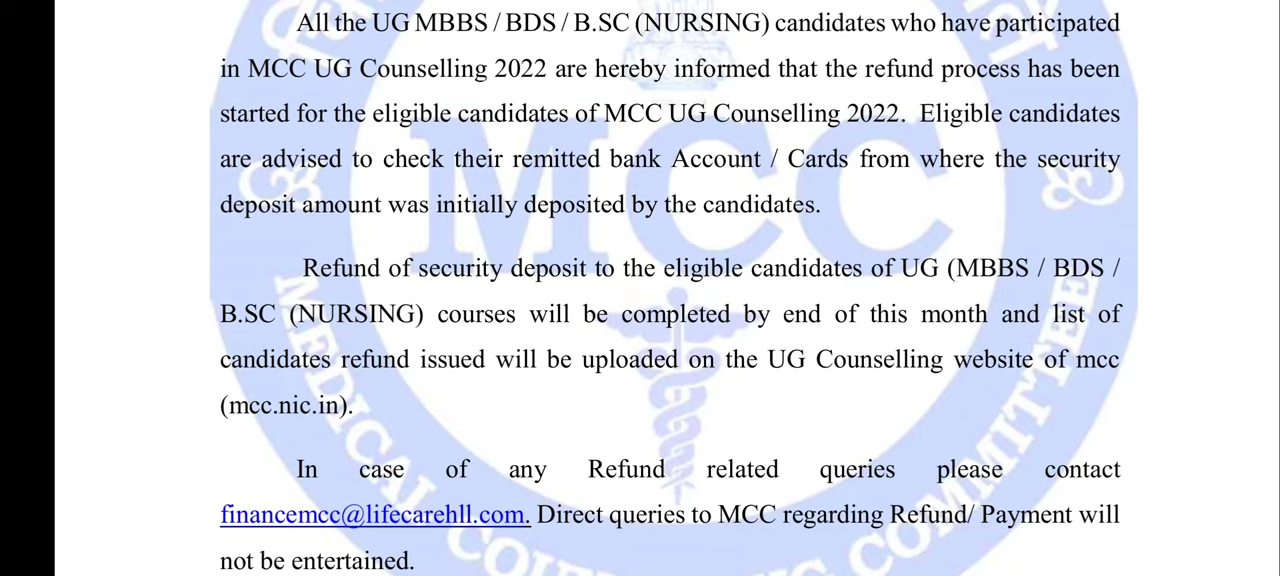 All the UG MBBS / BDS / B.SC (NURSING) candidates who have participated
in MCC UG Counselling 2022 are hereby informed that the refund process has been
started for the eligible candidates of MCC UG Counselling 2022. Eligible candidates
are advised to check their remitted bank Account / Cards from where the security
deposit amount was initially deposited by the candidates.
Refund of security deposit to the eligible candidates of UG (MBBS / BDS /
B.SC (NURSING) courses will be completed by end of this month and list of
candidates refund issued will be uploaded on the UG Counselling website of mcc
(mcc.nic.in).
In case of any Refund related queries please contact
financemcc@lifecarehll.com. Direct queries to MCC regarding Refund/ Payment will
not be entertained.
MCC
MEDICAL
COMMITTEE